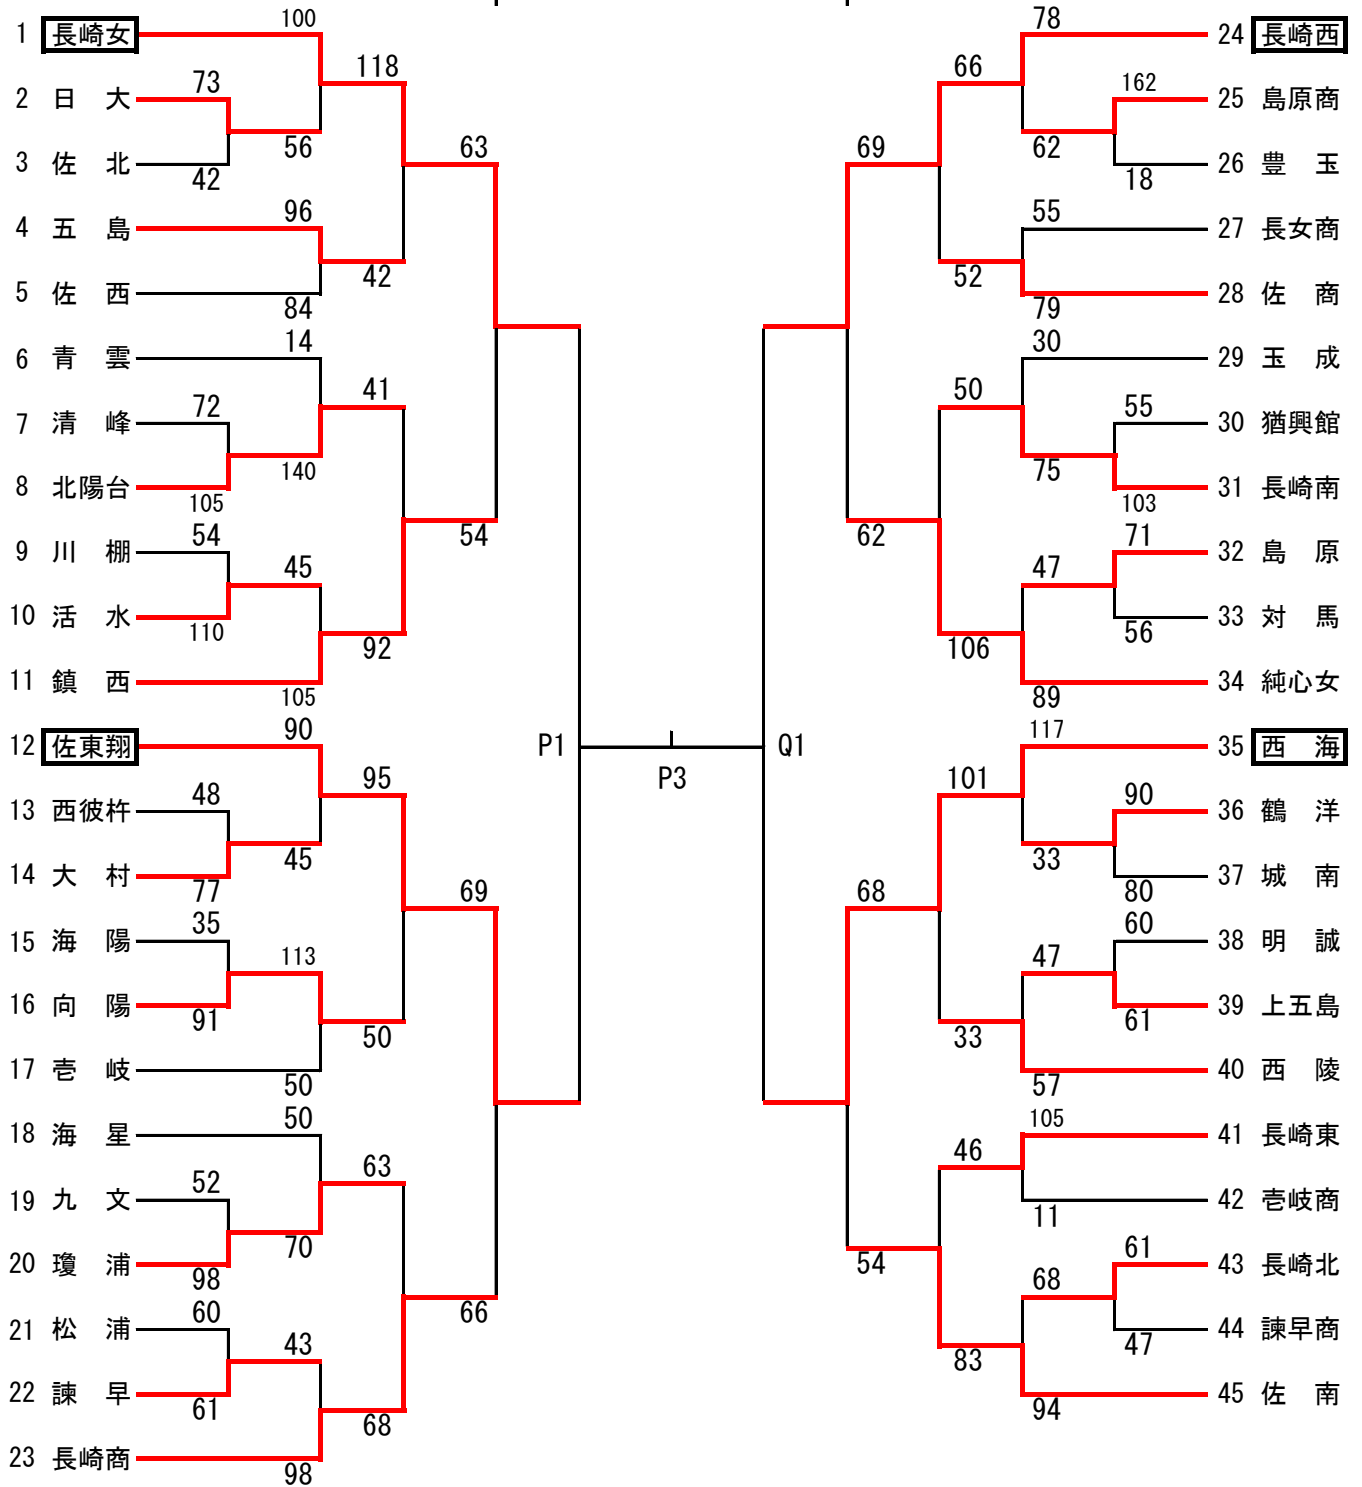 100
1 長崎女
118
73
2 日 大
56
63
3 佐 北
42
96
4 五 島
42
5 佐 西
84
14
6 青 雲
41
72
7 清 峰
140
8 北陽台
105
54
54
9 川 棚
45
10 活 水
110
92
11 鎮 西
105
90
12 佐東翔
95
48
13 西彼杵
45
14 大 村
77
69
35
15 海 陽
113
16 向 陽
91
50
17 壱 岐
50
50
18 海 星
63
52
19 九 文
70
20 瓊 浦
98
66
60
21 松 浦
43
22 諫 早
61
68
23 長崎商
98
P1
P3
Q1
78
24 長崎西
66
162
25 島原商
62
69
26 豊 玉
18
55
27 長女商
52
28 佐 商
79
30
29 玉 成
50
55
30 猶興館
75
31 長崎南
103
62
71
32 島 原
47
33 対 馬
56
106
34 純心女
89
117
35 西 海
101
90
36 鶴 洋
33
37 城 南
80
68
60
38 明 誠
47
39 上五島
61
33
40 西 陵
57
105
41 長崎東
46
42 壱岐商
11
61
43 長崎北
54
68
44 諫早商
47
83
45 佐 南
94